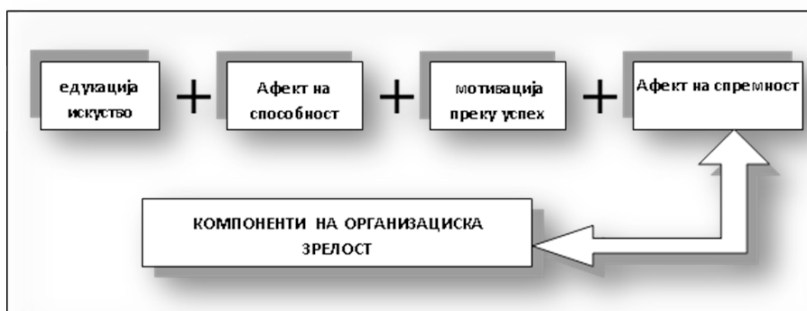 едукација
искуство
+
Афект на
способност
+
мотивација
преку успех
+
Афект на спремност
КОМПОНЕНТИ НА ОРГАНИЗАЦИСКА
ЗРЕЛОСТ